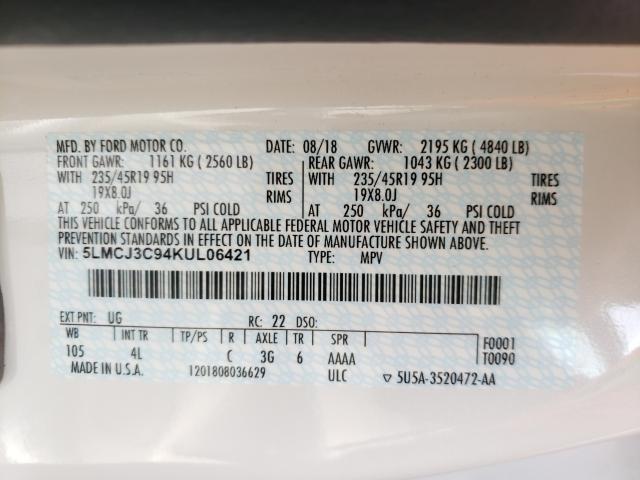 MFD. BY FORD MOTOR CO. DATE: 08/18 GVWR: 2195 KG ( 4840 LB)
FRONT GAWR: 1161 KG ( 2560 LB) REAR GAWR: 1043 KG ( 2300 LB)
WITH 235/45R19 95H TIRES WITH 235/45R19 95H TIRES
19X8.0J RIMS 19X8.0J RIMS
AT 250 kPa/ 36 PSI COLD AT 250 kPa/ 36 PSI COLD
THIS VEHICLE CONFORMS TO ALL APPLICABLE FEDERAL MOTOR VEHICLE SAFETY AND THEFT
PREVENTION STANDARDS IN EFFECT ON THE DATE OF MANUFACTURE SHOWN ABOVE.
VIN: 5LMCJ3C94KUL06421 TYPE: MPV
EXT PNT: UG RC: 22 DSO:
WB INT TR TP/PS R AXLE TR SPR F0001
105 4L C 3G 6 AAAA T0090
MADE IN U.S.A. 1201808036629 ULC ▽ 5U5A-3520472-AA